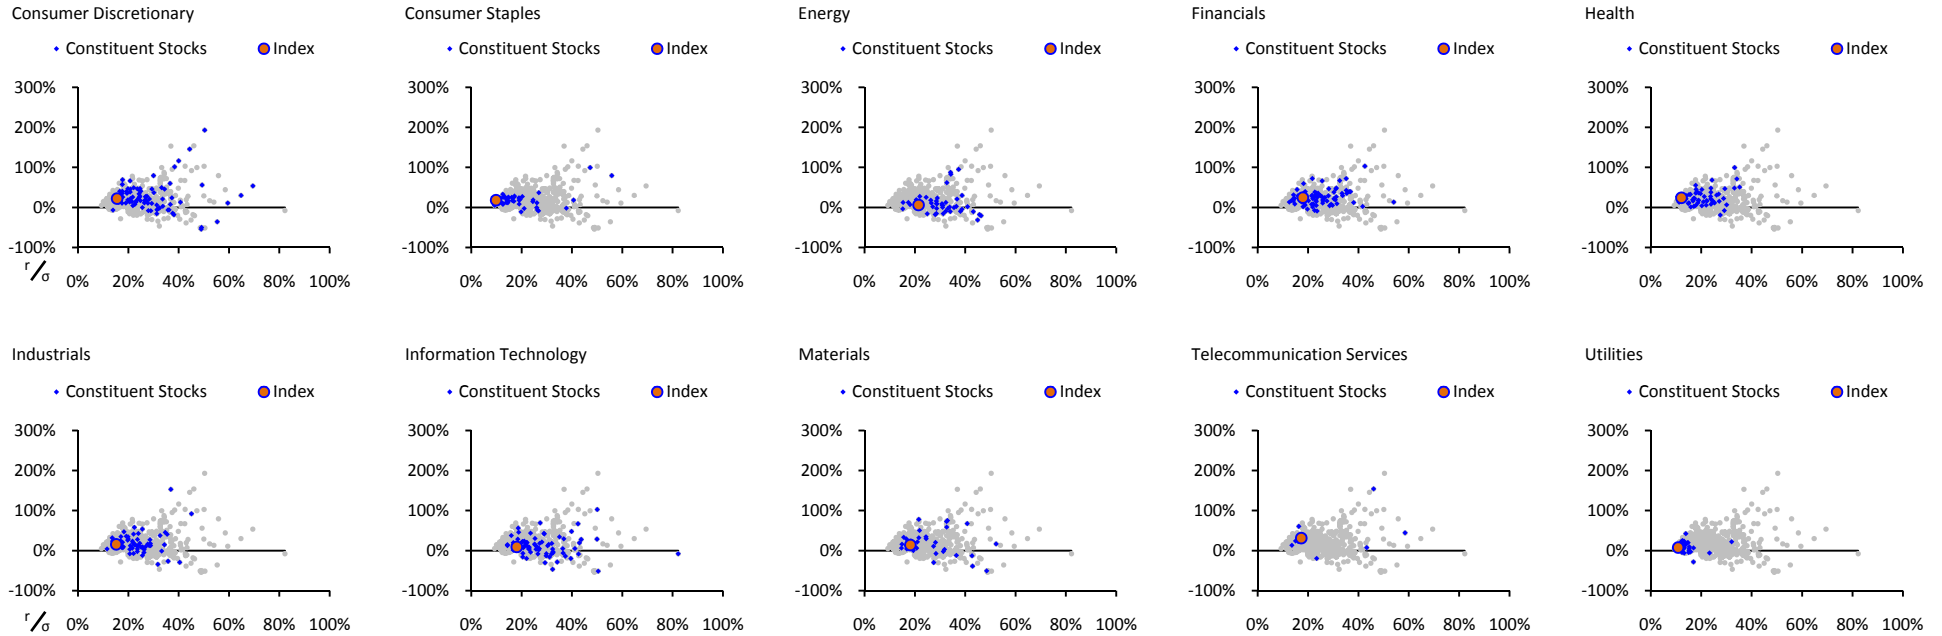 Consumer Discretionary
Constituent Stocks Index
300%
200%
100%
0%
-100%
r/σ
0% 20% 40% 60% 80% 100%
Consumer Staples
Constituent Stocks Index
300%
200%
100%
0%
-100%
0% 20% 40% 60% 80% 100%
Energy
Constituent Stocks Index
300%
200%
100%
0%
-100%
0% 20% 40% 60% 80% 100%
Financials
Constituent Stocks Index
300%
200%
100%
0%
-100%
0% 20% 40% 60% 80% 100%
Health
Constituent Stocks Index
300%
200%
100%
0%
-100%
0% 20% 40% 60% 80% 100%
Industrials
Constituent Stocks Index
300%
200%
100%
0%
-100%
r/σ
0% 20% 40% 60% 80% 100%
Information Technology
Constituent Stocks Index
300%
200%
100%
0%
-100%
0% 20% 40% 60% 80% 100%
Materials
Constituent Stocks Index
300%
200%
100%
0%
-100%
0% 20% 40% 60% 80% 100%
Telecommunication Services
Constituent Stocks Index
300%
200%
100%
0%
-100%
0% 20% 40% 60% 80% 100%
Utilities
Constituent Stocks Index
300%
200%
100%
0%
-100%
0% 20% 40% 60% 80% 100%